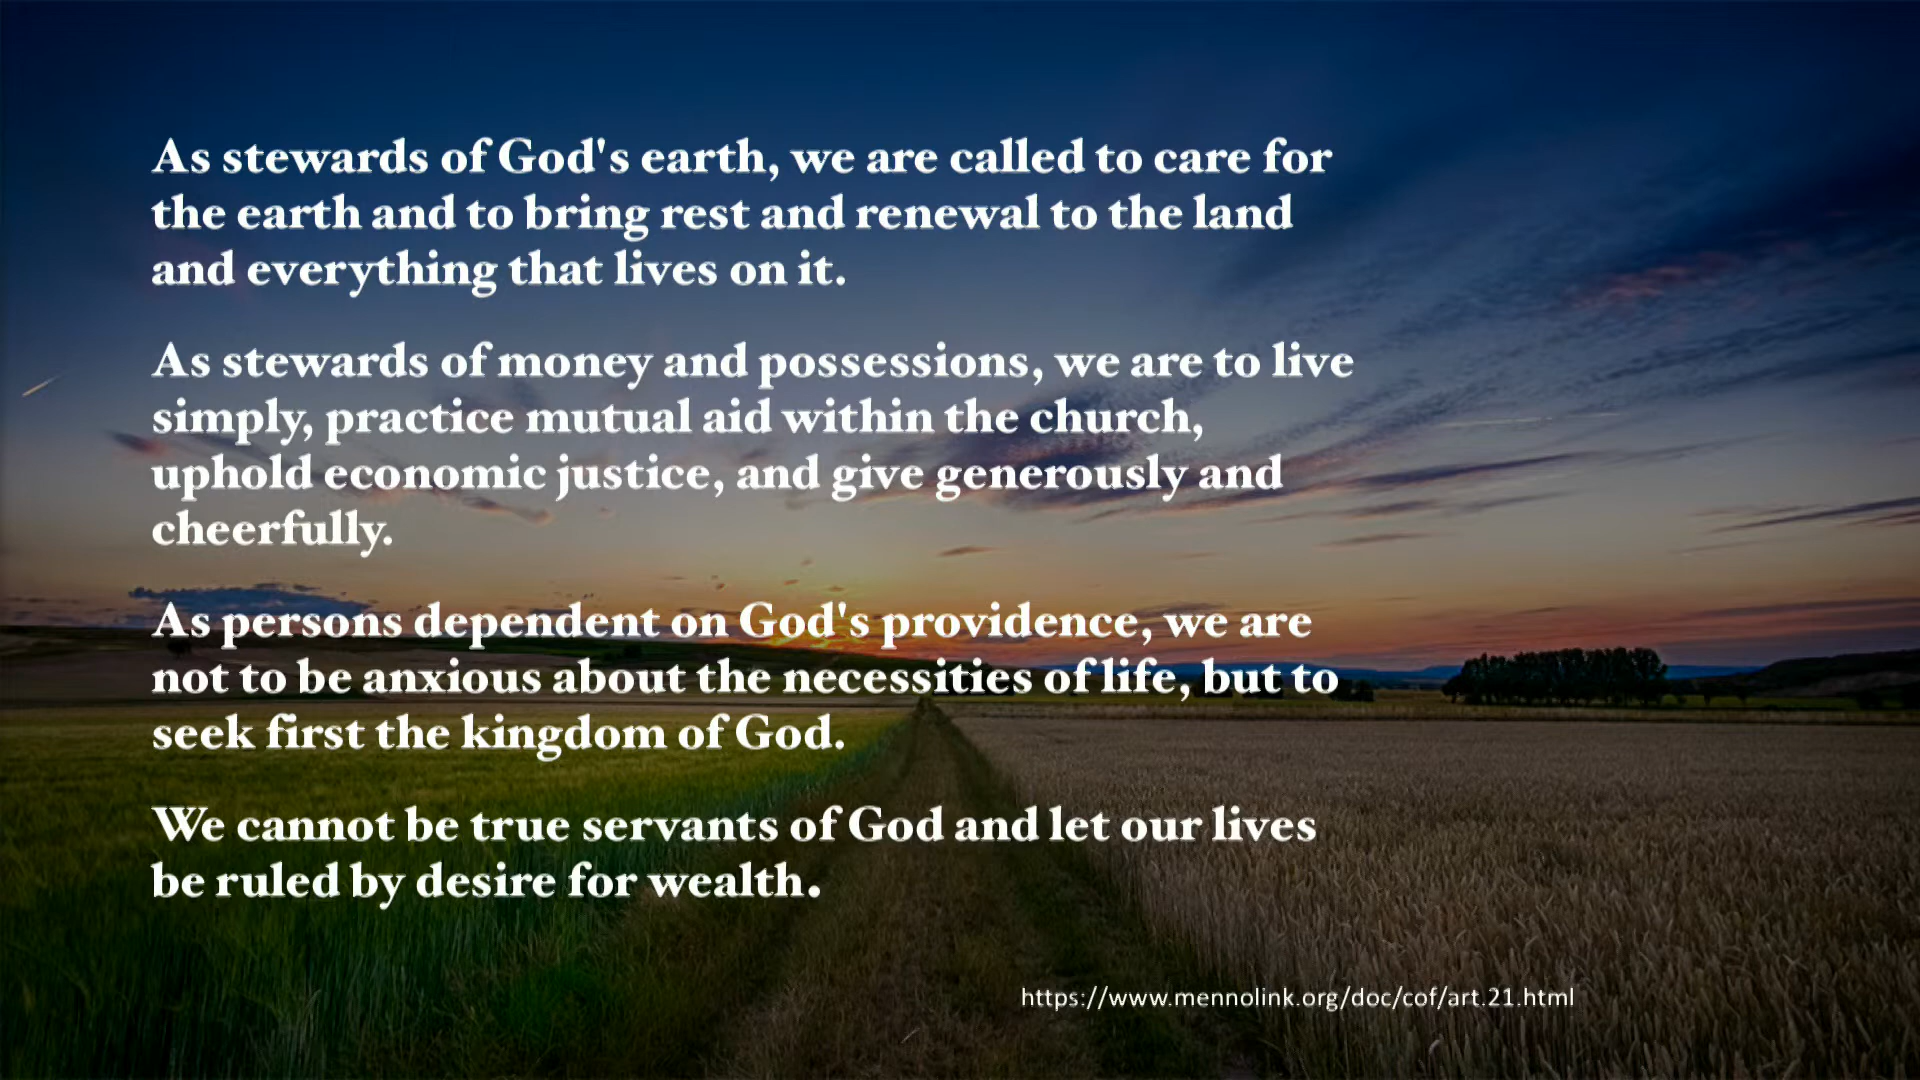 As stewards of God's earth, we are called to care for
the earth and to bring rest and renewal to the land
and everything that lives on it.
As stewards of money and possessions, we are to live
simply, practice mutual aid within the church,
uphold economic justice, and give generously and
cheerfully.
As persons dependent on God's providence, we are
not to be anxious about the necessities of life, but to
seek first the kingdom of God.
We cannot be true servants of God and let our lives
be ruled by desire for wealth.
https://www.mennolink.org/doc/cof/art.21.html